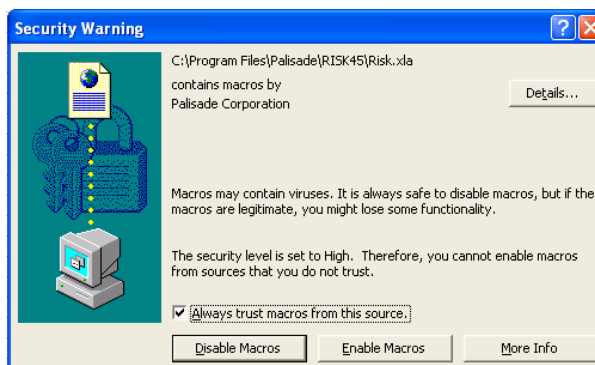 Security Warning
C:\Program Files\Palisade\RISK45\Risk.xla
contains macros by
Palisade Corporation
Details...
Macros may contain viruses. It is always safe to disable macros, but if the
macros are legitimate, you might lose some functionality.
The security level is set to High. Therefore, you cannot enable macros
from sources that you do not trust.
Always trust macros from this source.
Disable Macros
Enable Macros
More Info